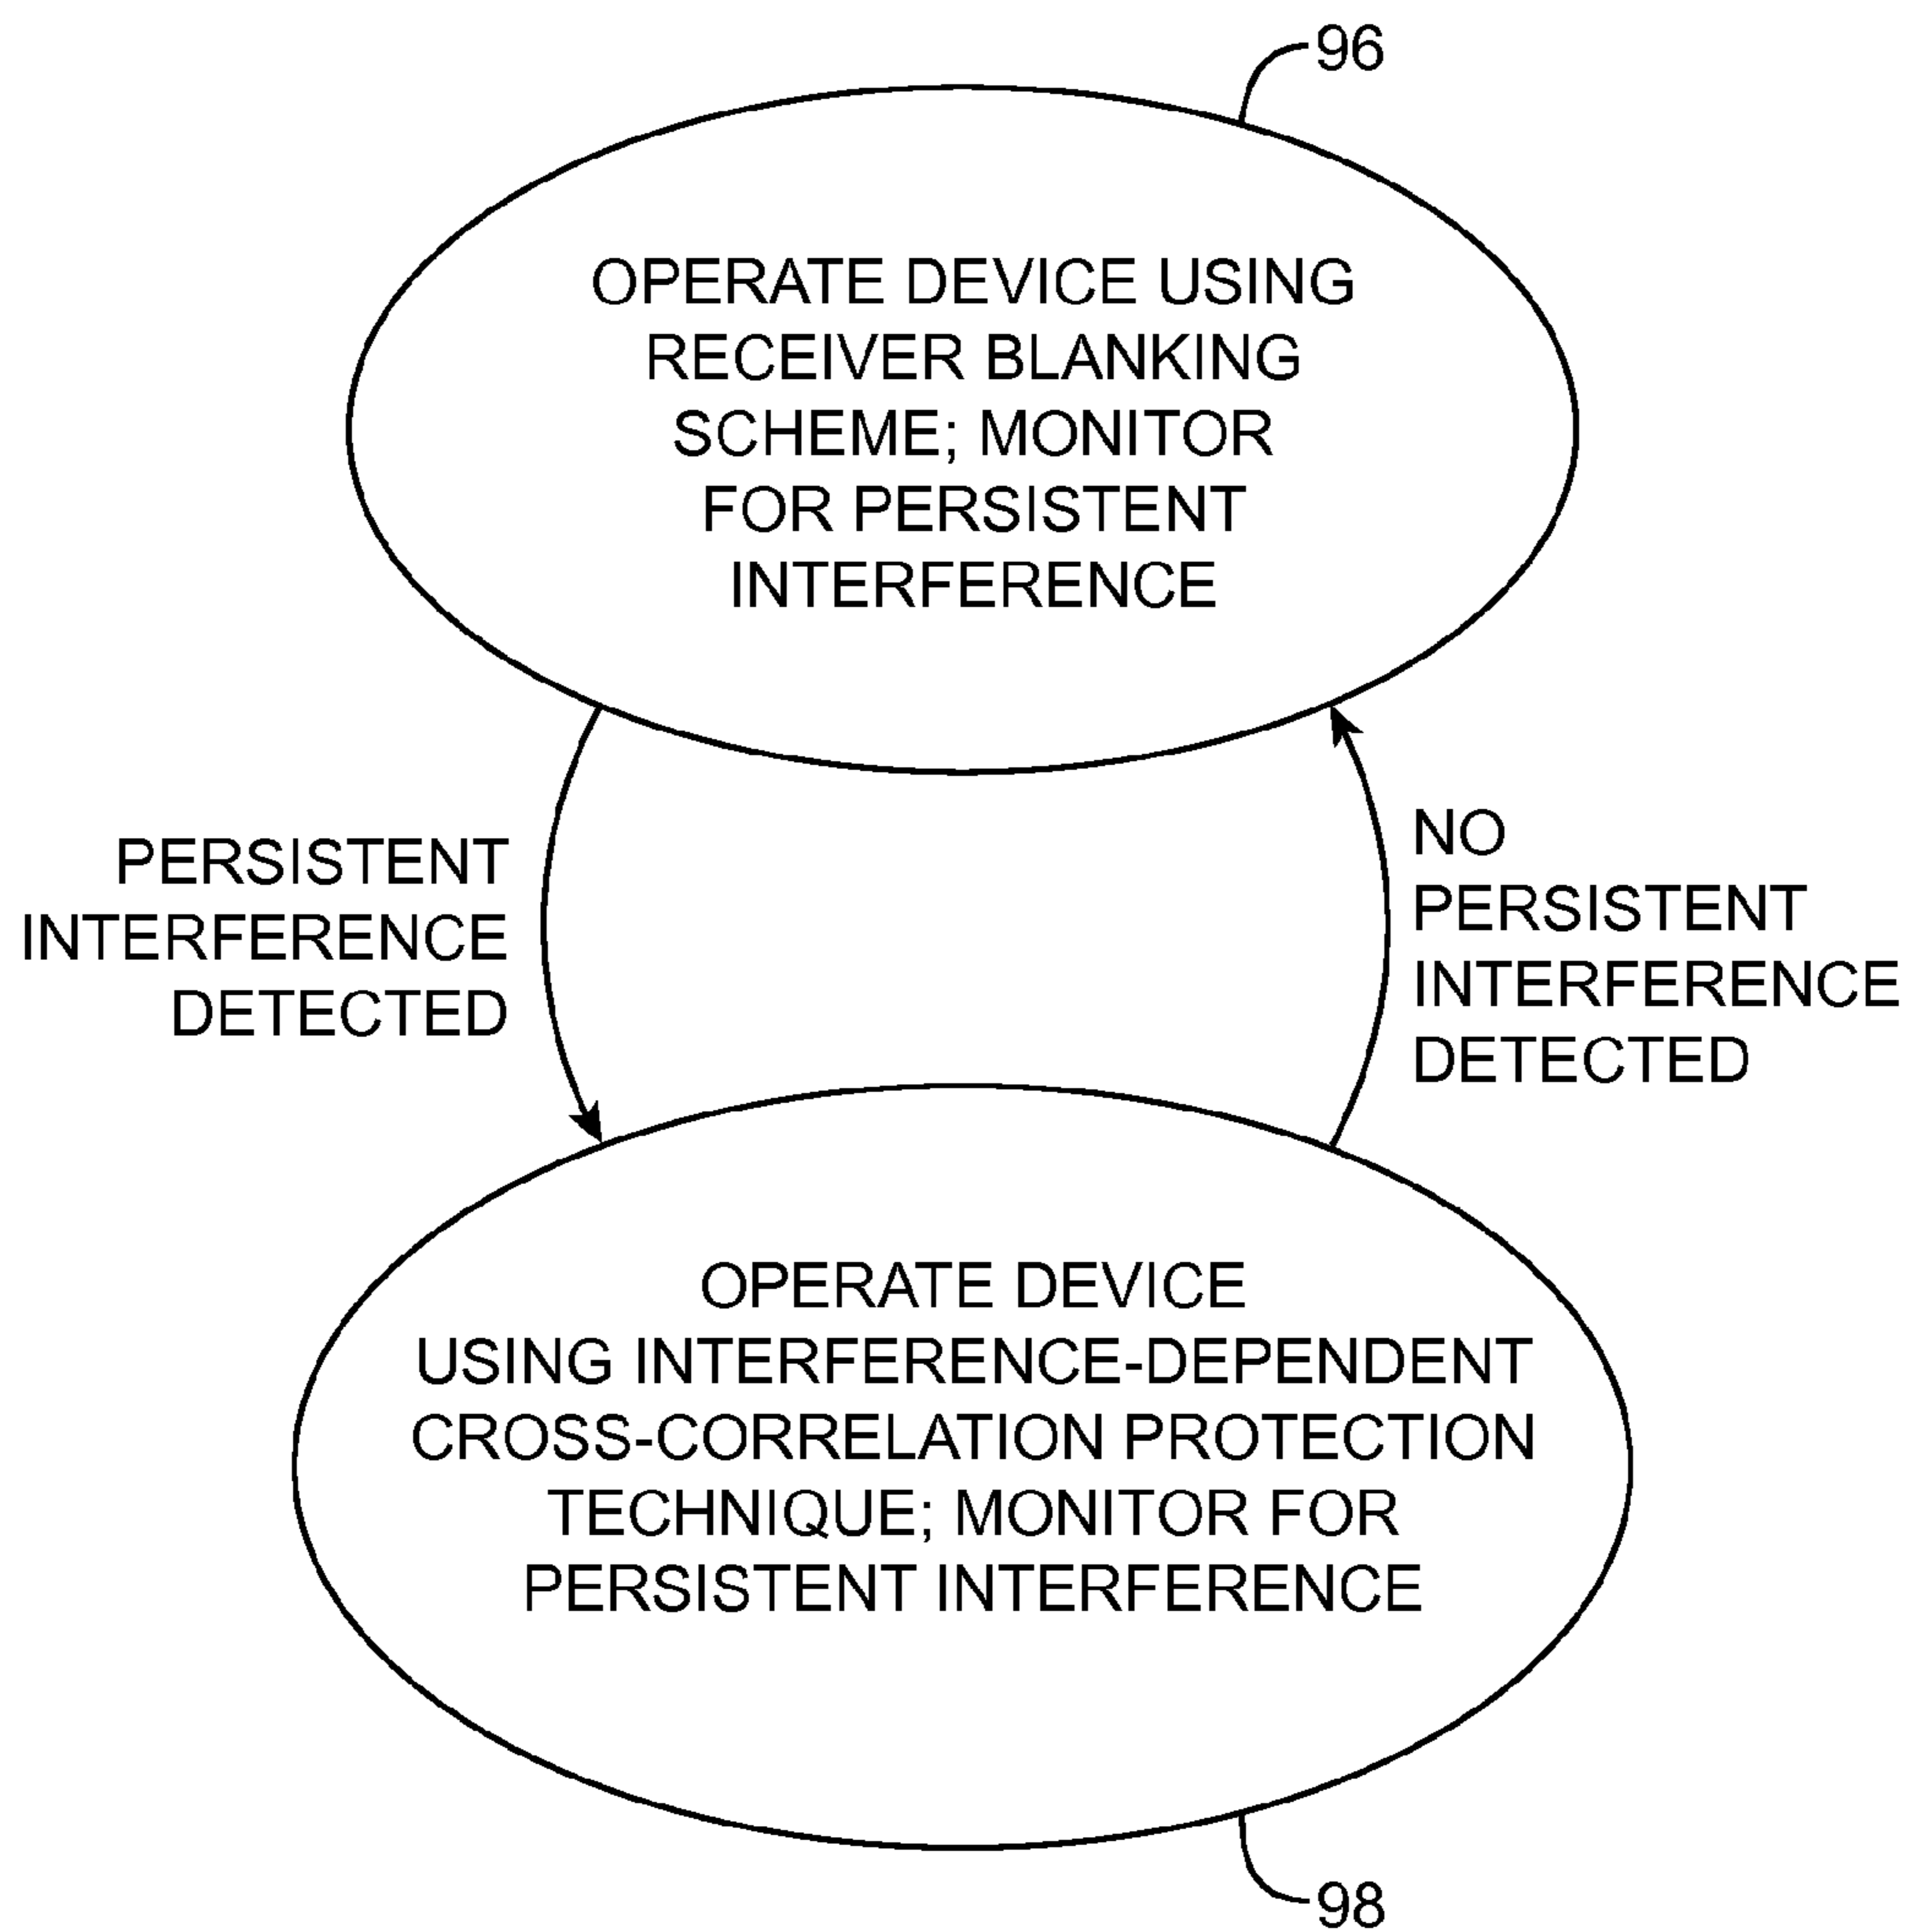 96
OPERATE DEVICE USING
RECEIVER BLANKING
SCHEME; MONITOR
FOR PERSISTENT
INTERFERENCE
PERSISTENT
INTERFERENCE
DETECTED
NO
PERSISTENT
INTERFERENCE
DETECTED
OPERATE DEVICE
USING INTERFERENCE-DEPENDENT
CROSS-CORRELATION PROTECTION
TECHNIQUE; MONITOR FOR
PERSISTENT INTERFERENCE
98